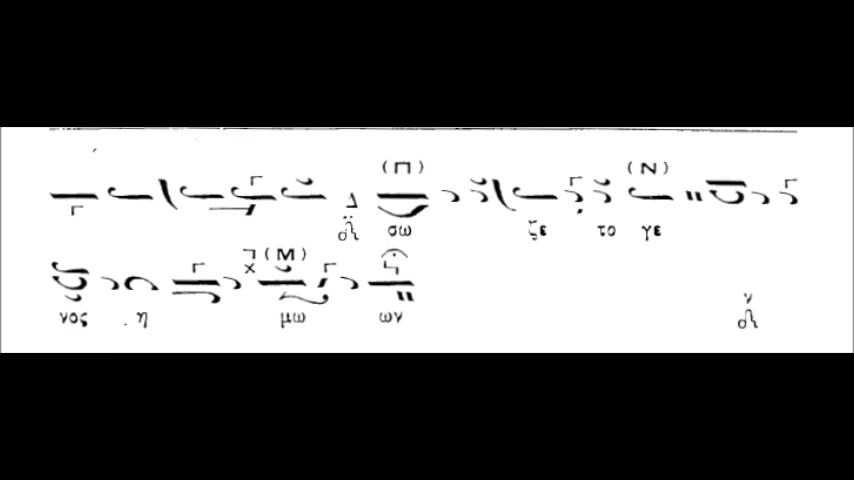 (Π) (Ν)
σω ζε το γε
(Μ)
νος η μω ων